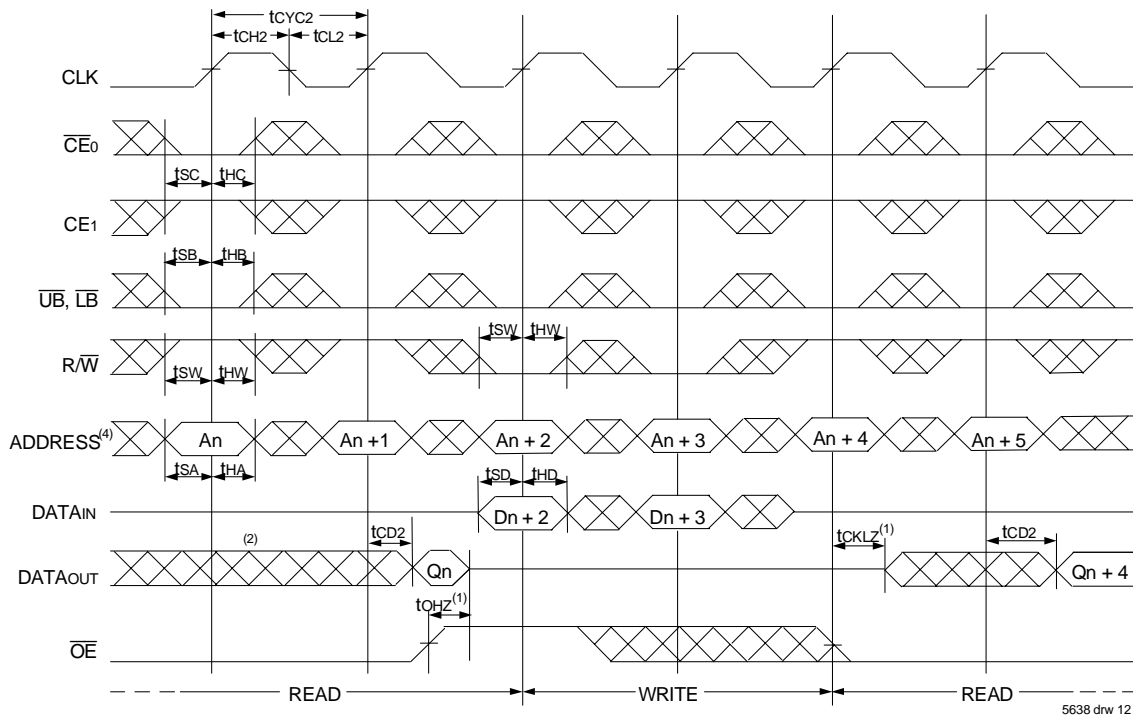 tCYC2
tCH2 tCL2
CLK
CE0
tSC tHC
CE1
tSB tHB
UB, LB
tSW tHW
R/W
tSW tHW
ADDRESS(4) An An +1 An + 2 An + 3 An + 4 An + 5
tSA tHA
tSD tHD
DATAIN Dn + 2 Dn + 3
tCD2 tCKLZ(1) tCD2
(2)
DATAOUT Qn Qn + 4
tOHZ(1)
OE
READ WRITE READ
5638 drw 12